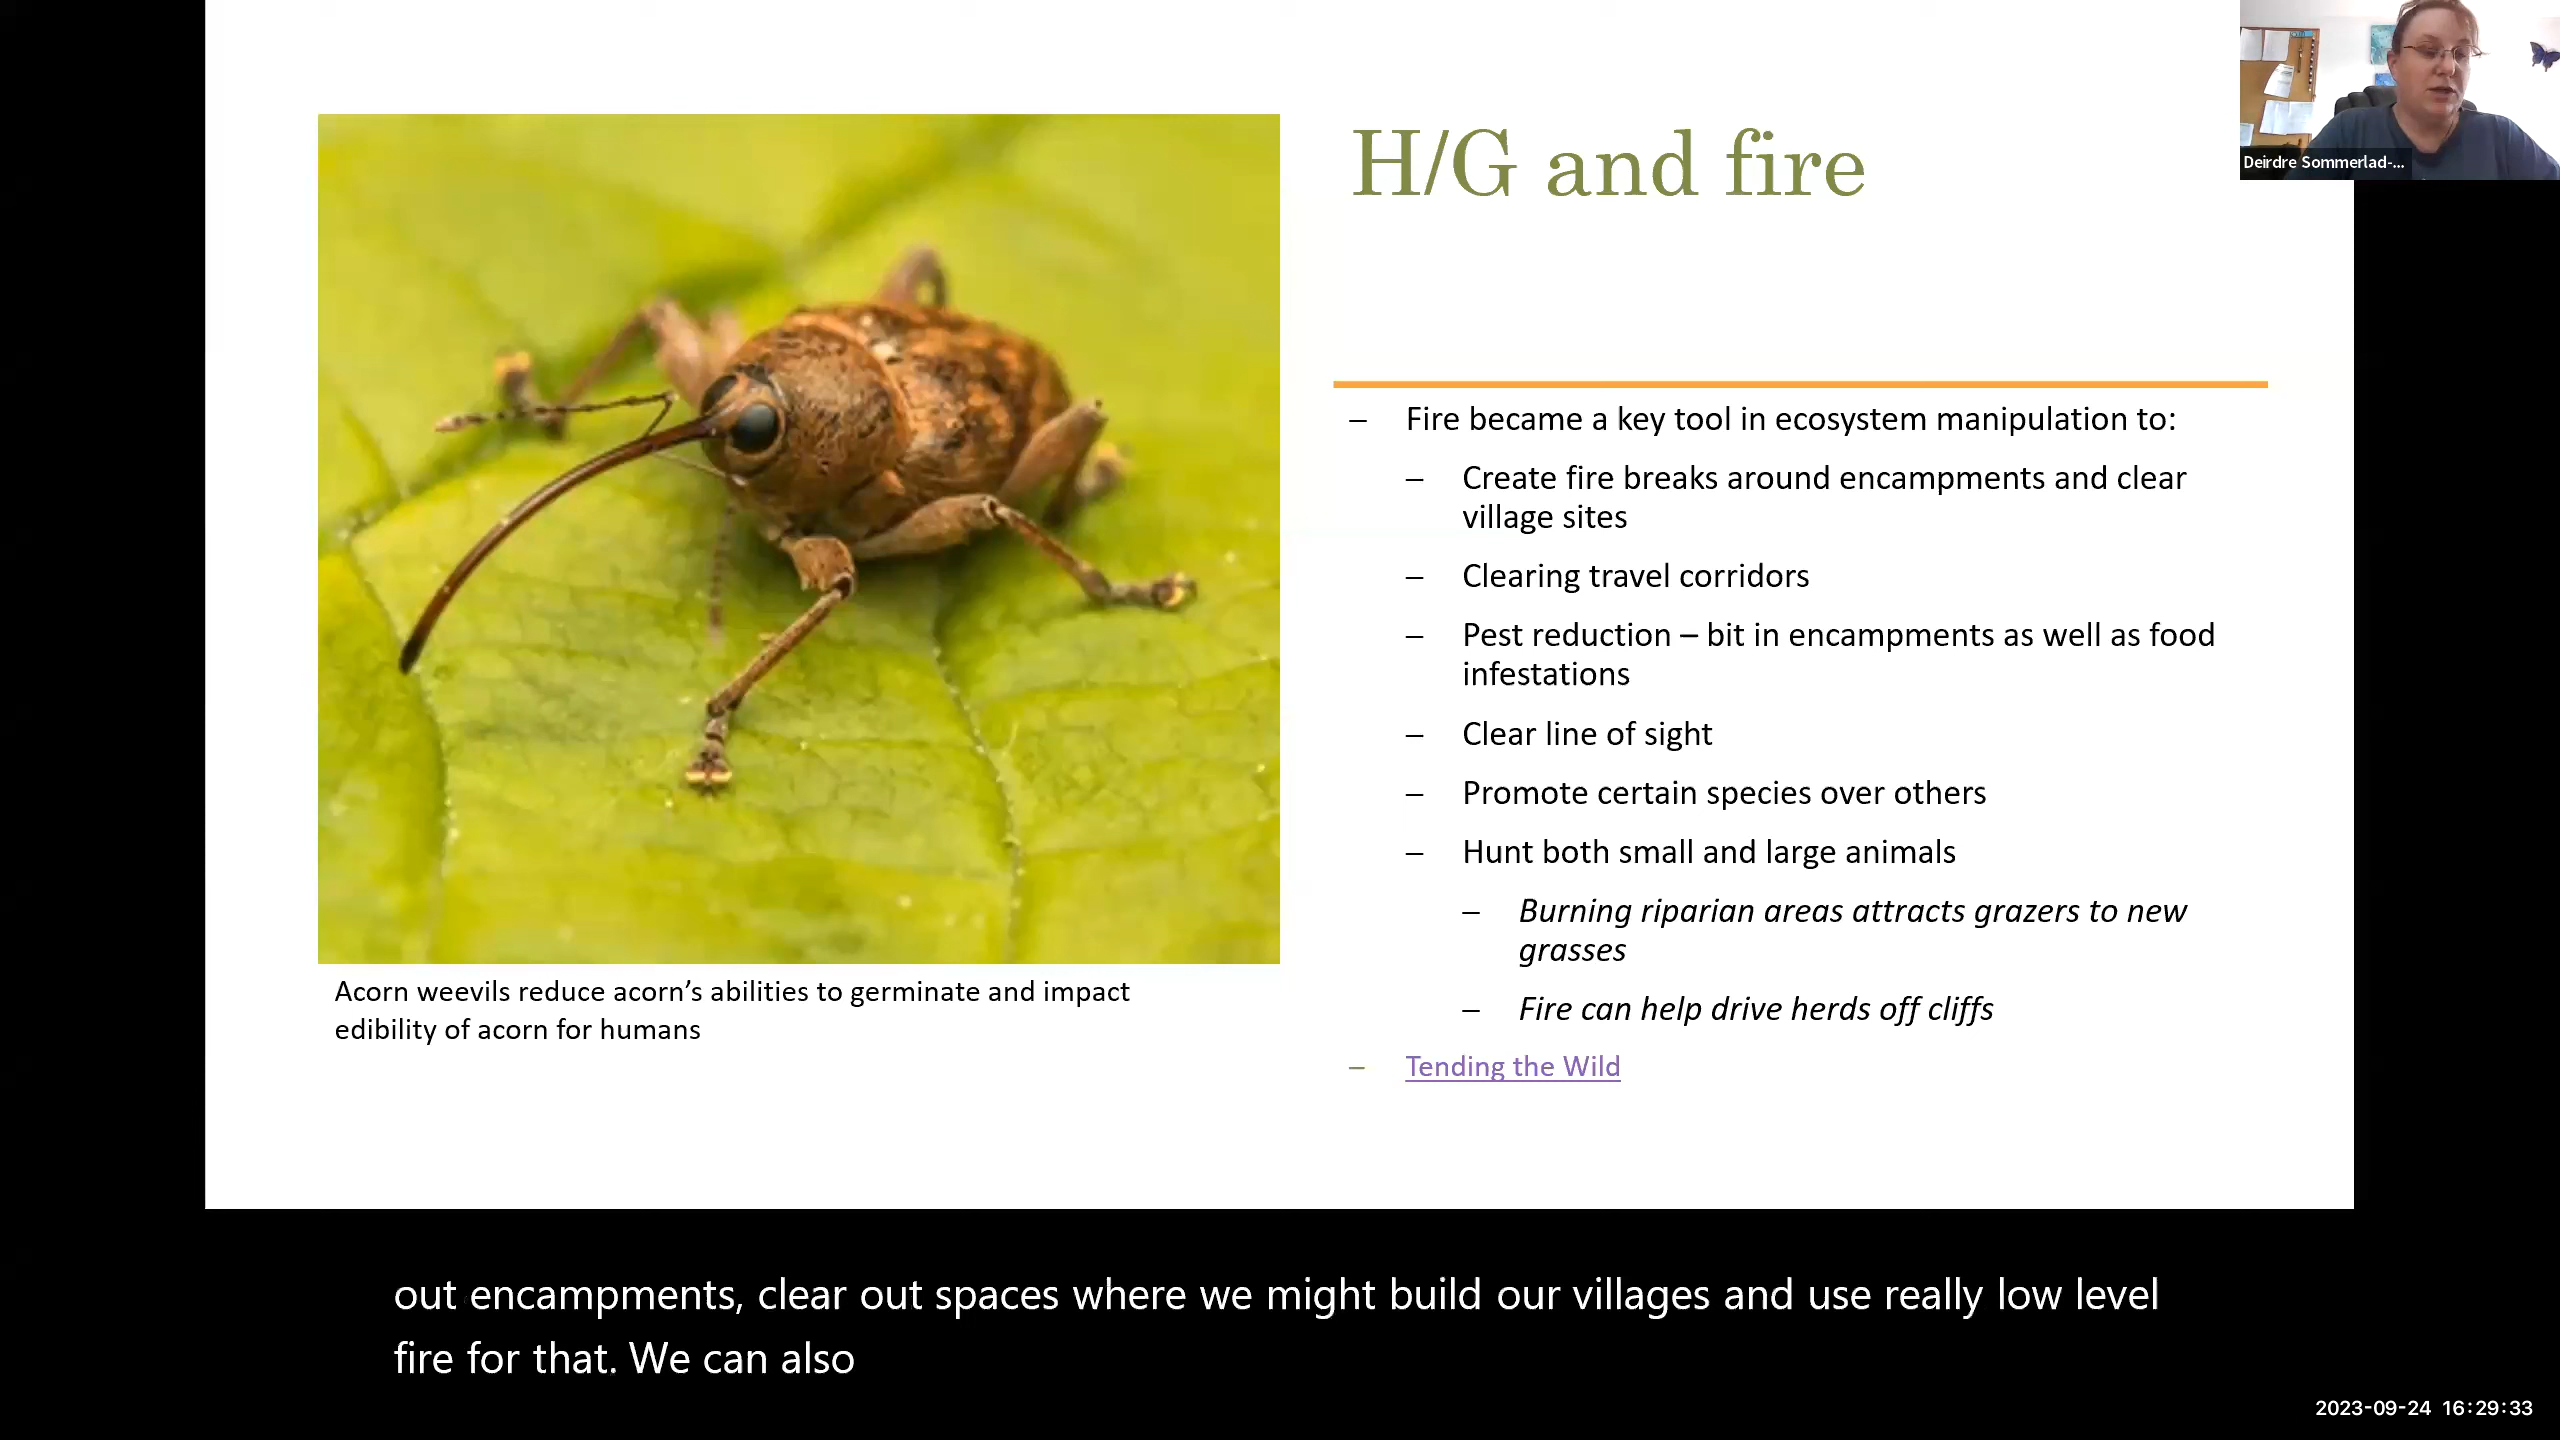 Deirdre Sommerlad-...
H/G and fire
– Fire became a key tool in ecosystem manipulation to:
– Create fire breaks around encampments and clear
village sites
– Clearing travel corridors
– Pest reduction – bit in encampments as well as food
infestations
– Clear line of sight
– Promote certain species over others
– Hunt both small and large animals
– Burning riparian areas attracts grazers to new
grasses
– Fire can help drive herds off cliffs
– Tending the Wild
Acorn weevils reduce acorn’s abilities to germinate and impact
edibility of acorn for humans
out encampments, clear out spaces where we might build our villages and use really low level
fire for that. We can also
2023-09-24 16:29:33